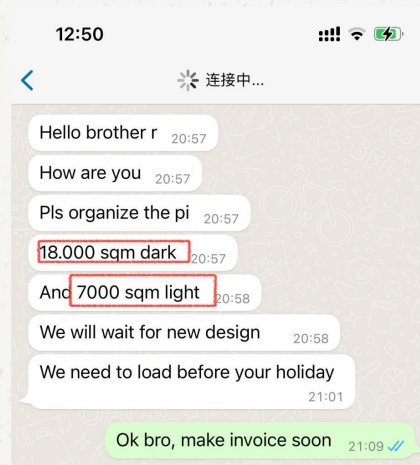 12:50
连接中...
Hello brother r 20:57
How are you 20:57
Pls organize the pi 20:57
18.000 sqm dark 20:57
And 7000 sqm light 20:58
We will wait for new design 20:58
We need to load before your holiday
21:01
Ok bro, make invoice soon 21:09